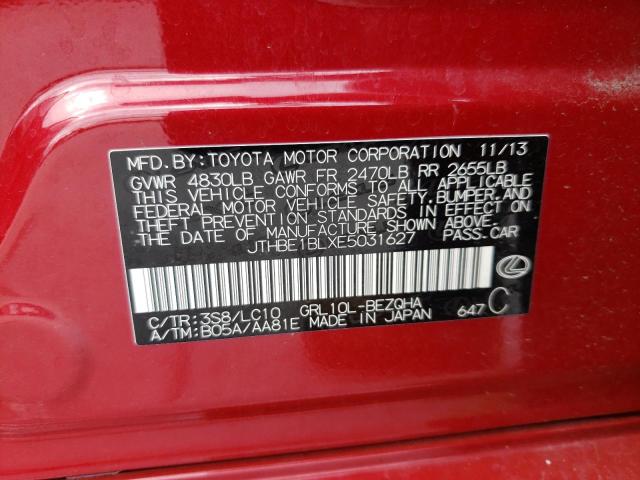 MFD. BY: TOYOTA MOTOR CORPORATION 11/13
GVWR 4830LB GAWR FR 2470LB RR 2655LB
THIS VEHICLE CONFORMS TO ALL APPLICABLE
FEDERAL MOTOR VEHICLE SAFETY, BUMPER, AND
THEFT PREVENTION STANDARDS IN EFFECT ON
THE DATE OF MANUFACTURE SHOWN ABOVE.
JTHBE1BLXE5031627 PASS.CAR
C/TR:3S8/LC10 GRL10L-BEZQHA
A/TM:B05A/AA81E MADE IN JAPAN 647C